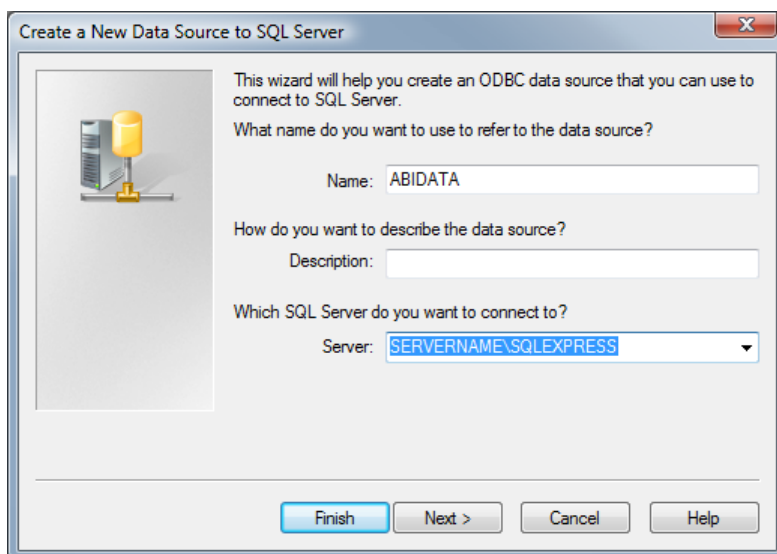 Create a New Data Source to SQL Server
This wizard will help you create an ODBC data source that you can use to
connect to SQL Server.
What name do you want to use to refer to the data source?
Name: ABIDATA
How do you want to describe the data source?
Description:
Which SQL Server do you want to connect to?
Server: SERVERNAME\SQLEXPRESS
Finish Next > Cancel Help